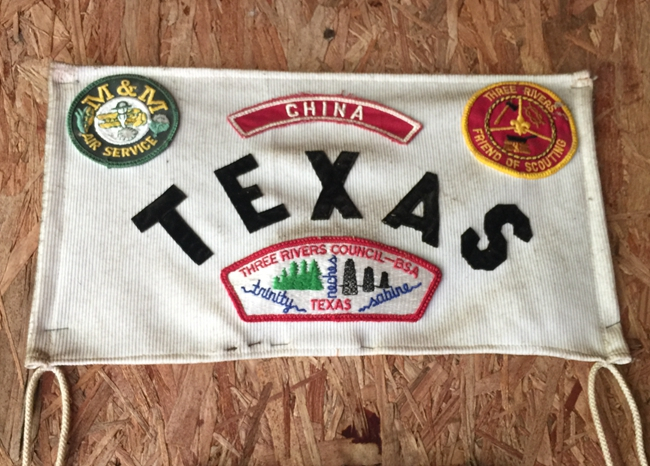 M & M
AIR SERVICE
CHINA
THREE RIVERS
FRIEND OF SCOUTING
TEXAS
THREE RIVERS COUNCIL-BSA
trinity
neches
sabine
TEXAS